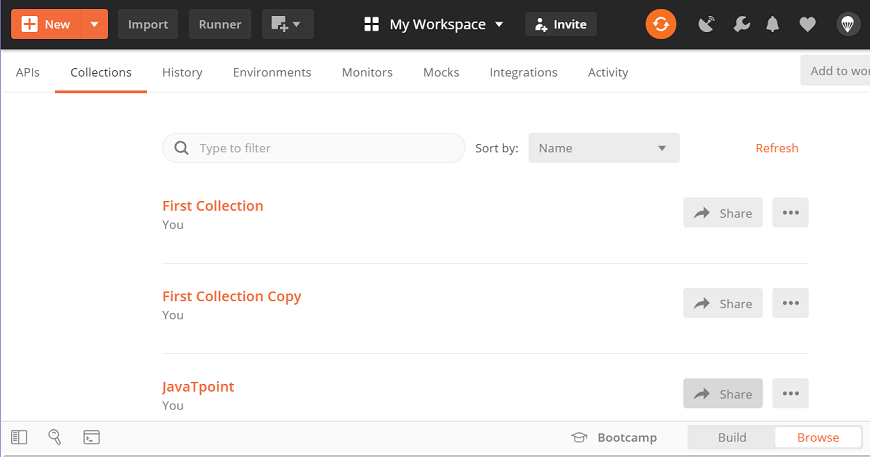 New Import Runner My Workspace Invite
APIs Collections History Environments Monitors Mocks Integrations Activity Add to wor
Type to filter Sort by: Name Refresh
First Collection
You
Share
First Collection Copy
You
Share
JavaTpoint
You
Share
Bootcamp Build Browse